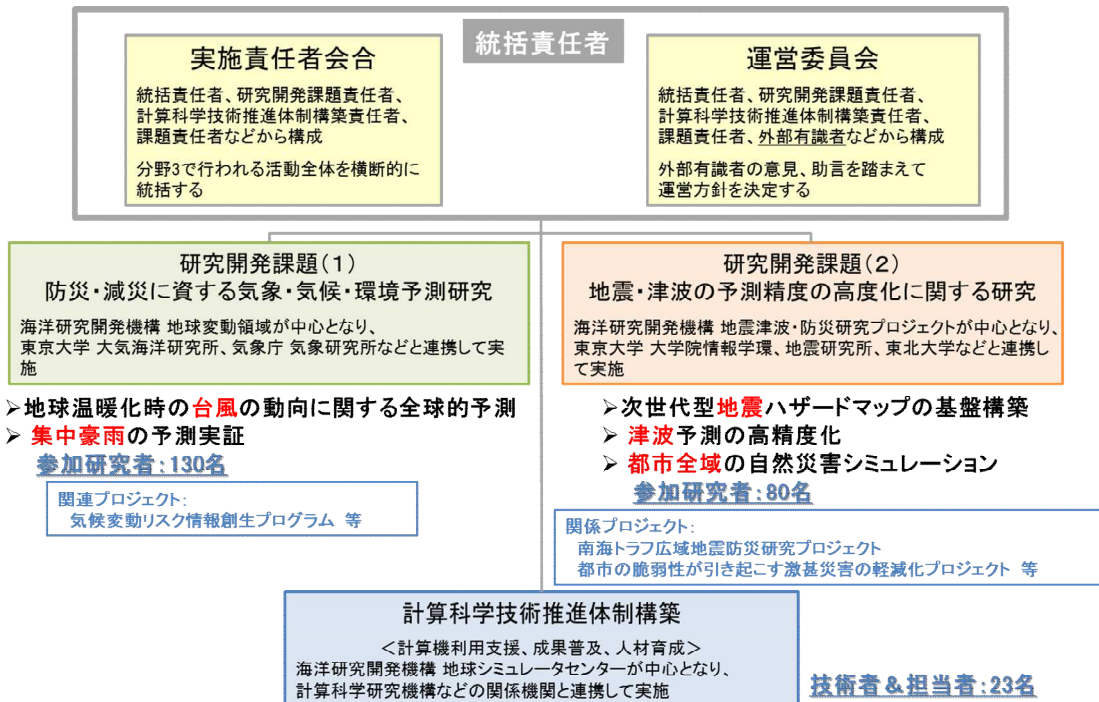 統括責任者
実施責任者会合
統括責任者、研究開発課題責任者、
計算科学技術推進体制構築責任者、
課題責任者などから構成
分野3で行われる活動全体を横断的に
統括する
運営委員会
統括責任者、研究開発課題責任者、
計算科学技術推進体制構築責任者、
課題責任者、外部有識者などから構成
外部有識者の意見、助言を踏まえて
運営方針を決定する
研究開発課題(1)
防災・減災に資する気象・気候・環境予測研究
海洋研究開発機構 地球変動領域が中心となり、
東京大学 大気海洋研究所、気象庁 気象研究所などと連携して実
施
➢地球温暖化時の台風の動向に関する全球的予測
➢ 集中豪雨の予測実証
参加研究者:130名
関連プロジェクト:
気候変動リスク情報創生プログラム 等
研究開発課題(2)
地震・津波の予測精度の高度化に関する研究
海洋研究開発機構 地震津波・防災研究プロジェクトが中心となり、
東京大学 大学院情報学環、地震研究所、東北大学などと連携し
て実施
➢次世代型地震ハザードマップの基盤構築
➢ 津波予測の高精度化
➢ 都市全域の自然災害シミュレーション
参加研究者:80名
関係プロジェクト:
南海トラフ広域地震防災研究プロジェクト
都市の脆弱性が引き起こす激甚災害の軽減化プロジェクト 等
計算科学技術推進体制構築
＜計算機利用支援、成果普及、人材育成＞
海洋研究開発機構 地球シミュレータセンターが中心となり、
計算科学研究機構などの関係機関と連携して実施
技術者&担当者:23名